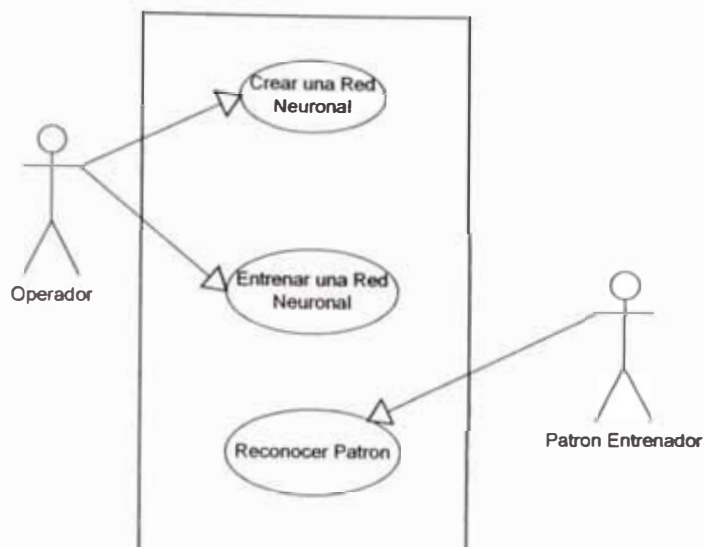 Crear una Red
Neuronal
Operador
Entrenar una Red
Neuronal
Reconocer Patron
Patron Entrenador